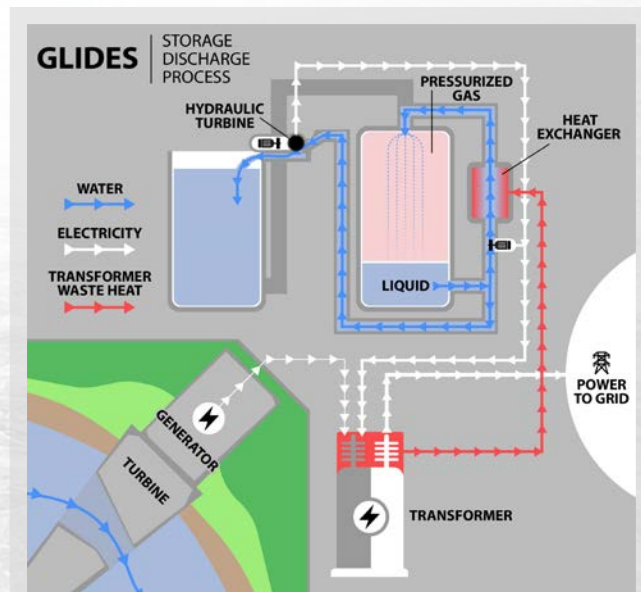 GLIDES
STORAGE
DISCHARGE
PROCESS
HYDRAULIC
TURBINE
PRESSURIZED
GAS
HEAT
EXCHANGER
WATER
ELECTRICITY
TRANSFORMER
WASTE HEAT
LIQUID
POWER
TO GRID
GENERATOR
TURBINE
TRANSFORMER